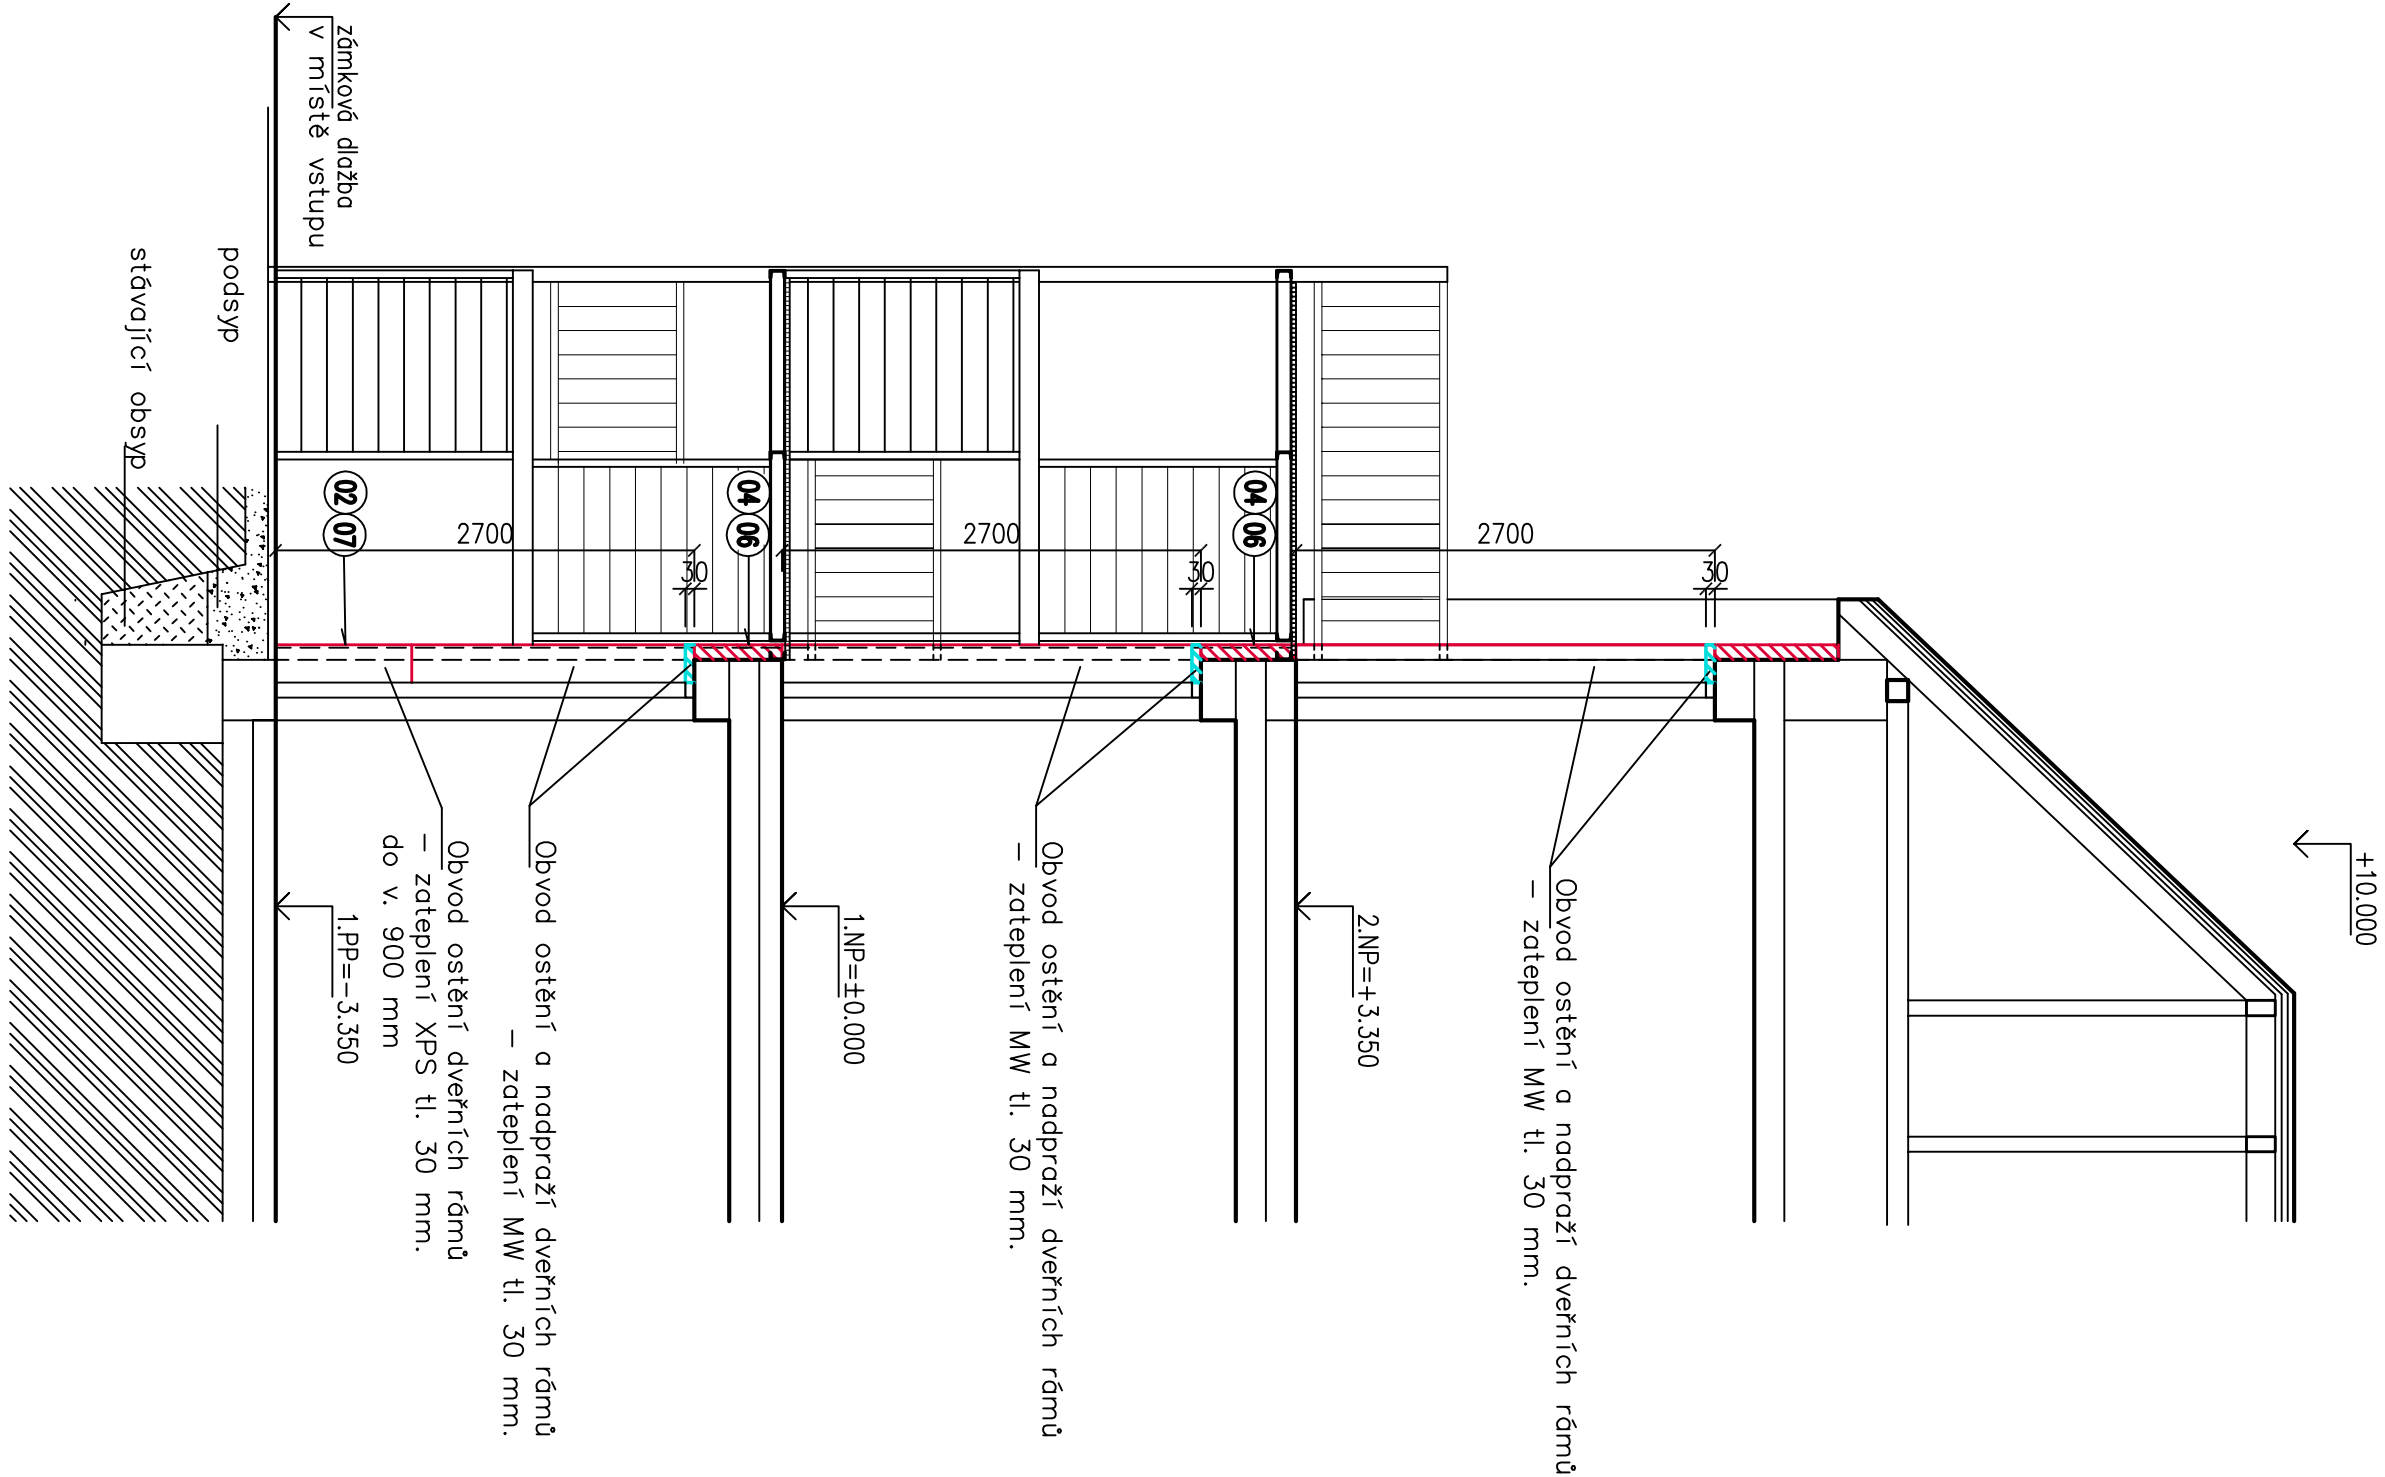 +10.000
Obvod ostění a nadpraží dveřních rámů
– zateplení MW tl. 30 mm.
2700
30
2.NP=+3.350
04 06
Obvod ostění a nadpraží dveřních rámů
– zateplení MW tl. 30 mm.
2700
30
1.NP=±0.000
04 06
Obvod ostění a nadpraží dveřních rámů
– zateplení MW tl. 30 mm.
2700
30
Obvod ostění dveřních rámů
– zateplení XPS tl. 30 mm.
do v. 900 mm
02 07
1.PP=–3.350
zámková dlažba
v místě vstupu
podsyp
stávající obsyp